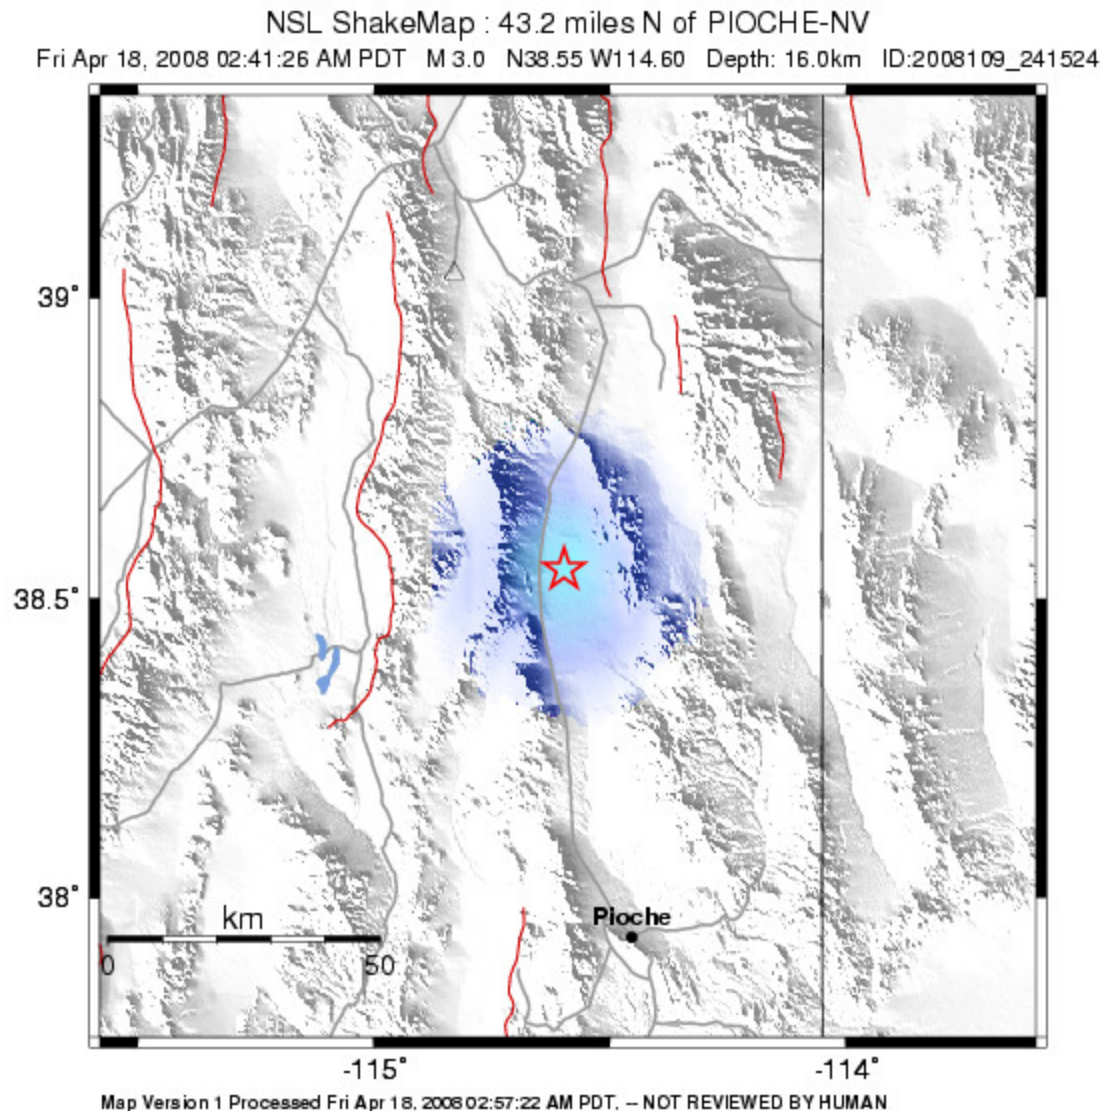 NSL ShakeMap : 43.2 miles N of PIOCHE-NV
Fri Apr 18, 2008 02:41:26 AM PDT M 3.0 N38.55 W114.60 Depth: 16.0km ID:2008109_241524
39°
38.5°
38°
Pioche
km
0 50
-115° -114°
Map Version 1 Processed Fri Apr 18, 2008 02:57:22 AM PDT, -- NOT REVIEWED BY HUMAN